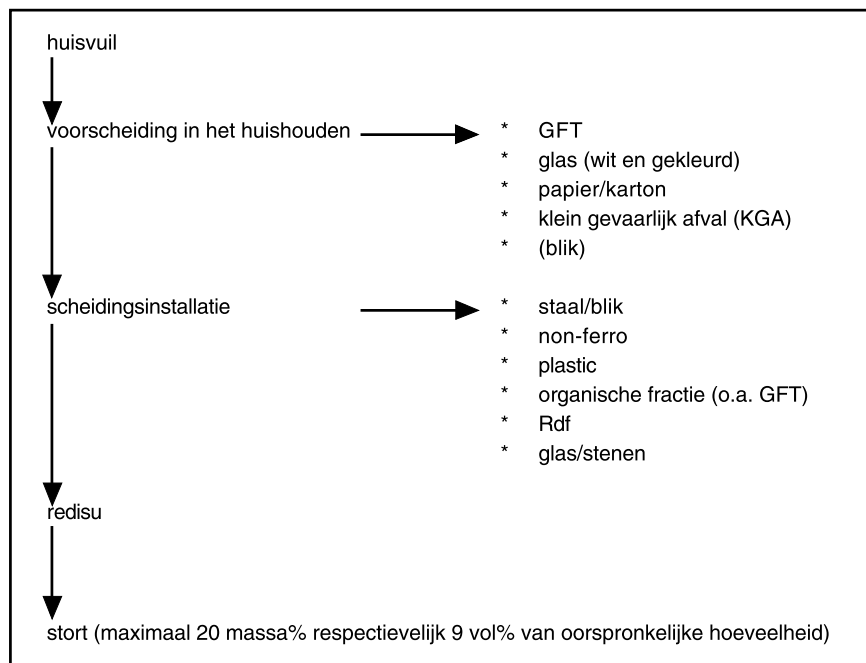 huisvuil
voorscheiding in het huishouden
* GFT
* glas (wit en gekleurd)
* papier/karton
* klein gevaarlijk afval (KGA)
* (blik)
scheidingsinstallatie
* staal/blik
* non-ferro
* plastic
* organische fractie (o.a. GFT)
* Rdf
* glas/stenen
redisu
stort (maximaal 20 massa% respectievelijk 9 vol% van oorspronkelijke hoeveelheid)